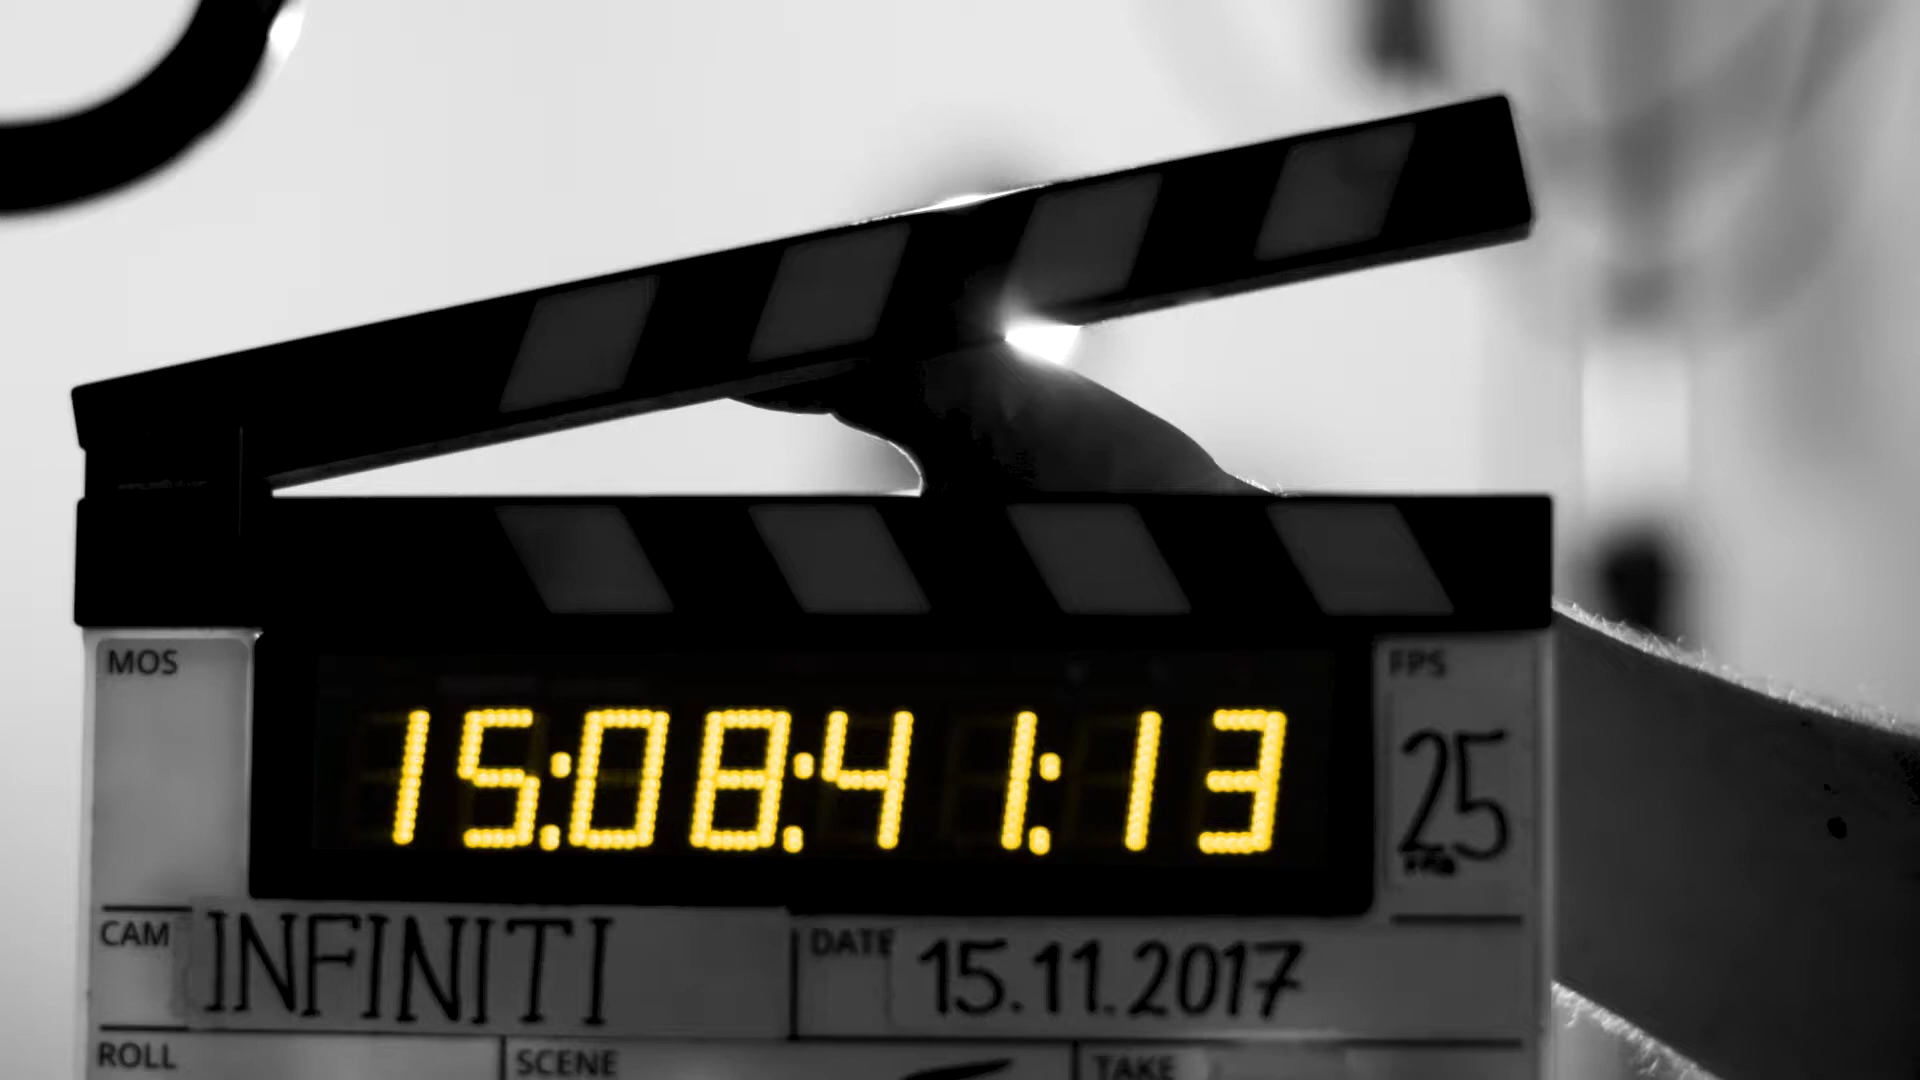 MOS
15:08:41:13
FPS
25
CAM INFINITI
DATE 15.11.2017
ROLL
SCENE
TAKE